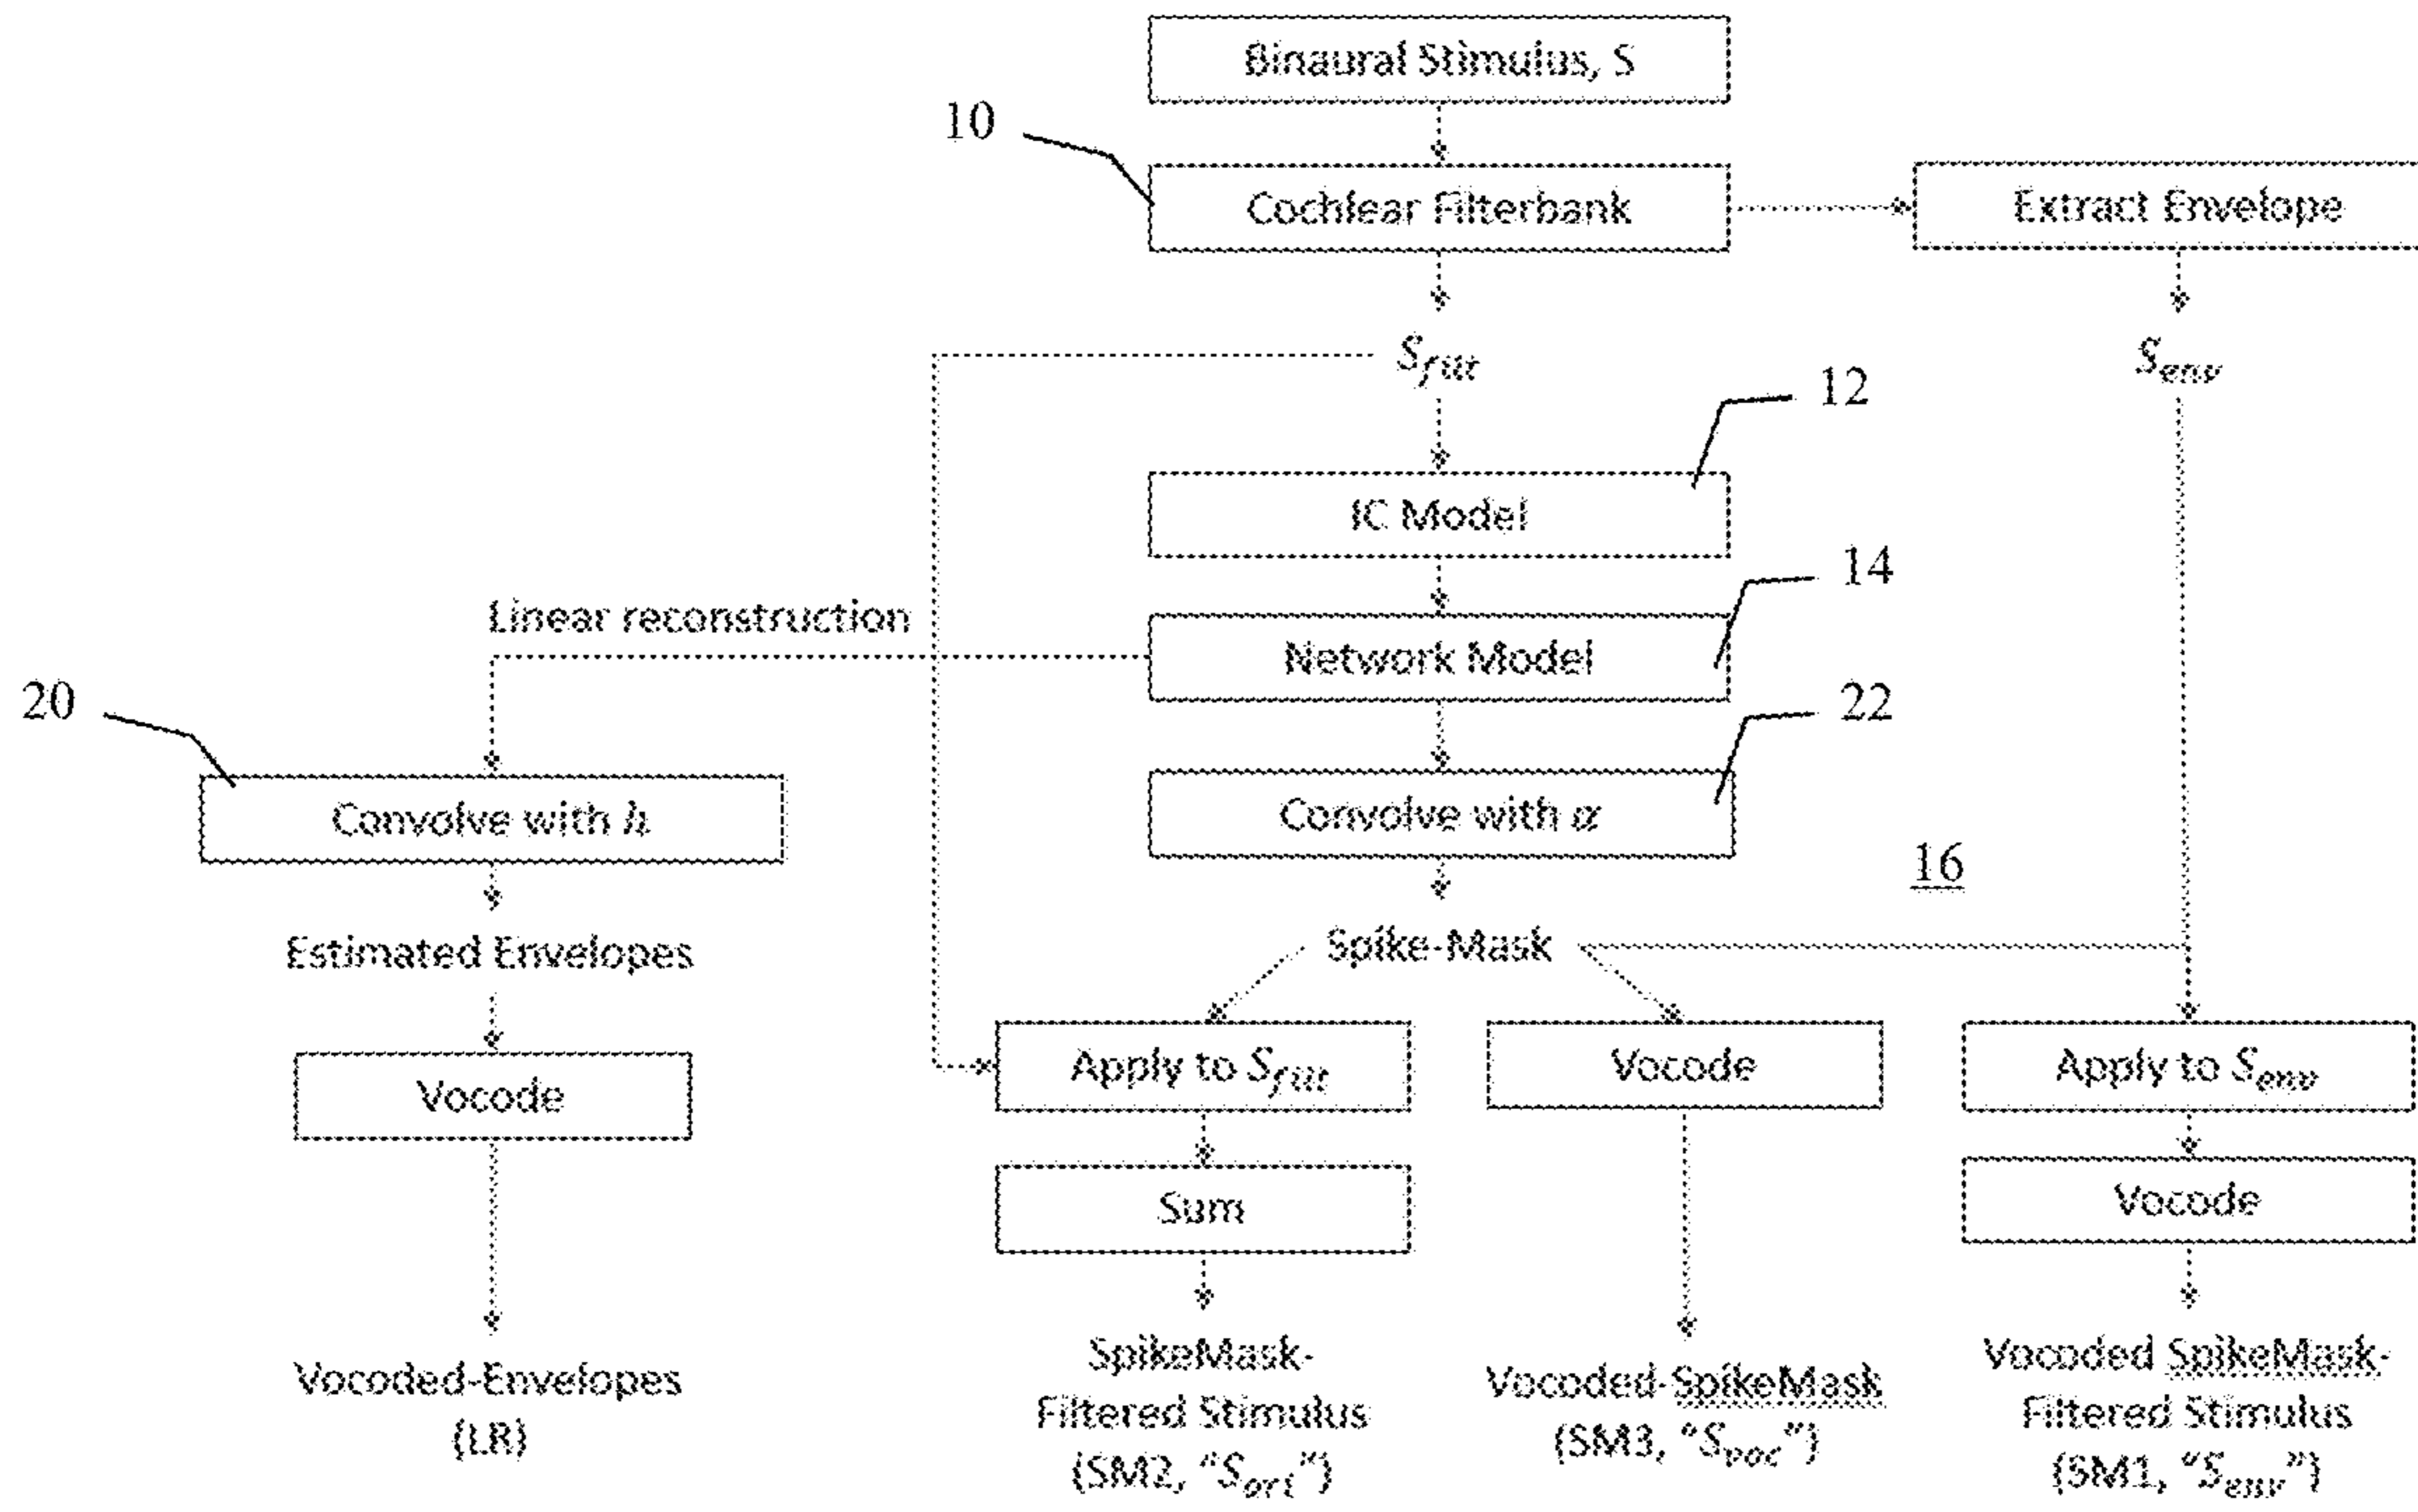 Binaural Stimulus, S
10
Cochlear Filterbank
Extract Envelope
S_filt
S_env
12
IC Model
14
Linear reconstruction
Network Model
20
22
Convolve with h
Convolve with α
16
Estimated Envelopes
Spike-Mask
Vocode
Apply to S_filt
Vocode
Apply to S_env
Sum
Vocode
Vocoded-Envelopes
(LR)
SpikeMask-
Filtered Stimulus
(SM2, "S_ori")
Vocoded-SpikeMask
(SM3, "S_voc")
Vocoded SpikeMask-
Filtered Stimulus
(SM1, "S_env")